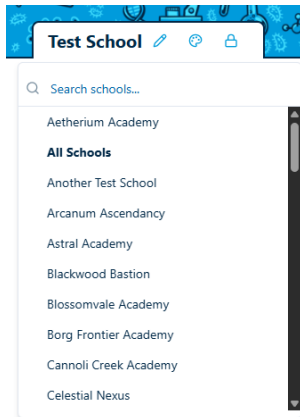 Test School
Search schools...
Aetherium Academy
All Schools
Another Test School
Arcanum Ascendancy
Astral Academy
Blackwood Bastion
Blossomvale Academy
Borg Frontier Academy
Cannoli Creek Academy
Celestial Nexus